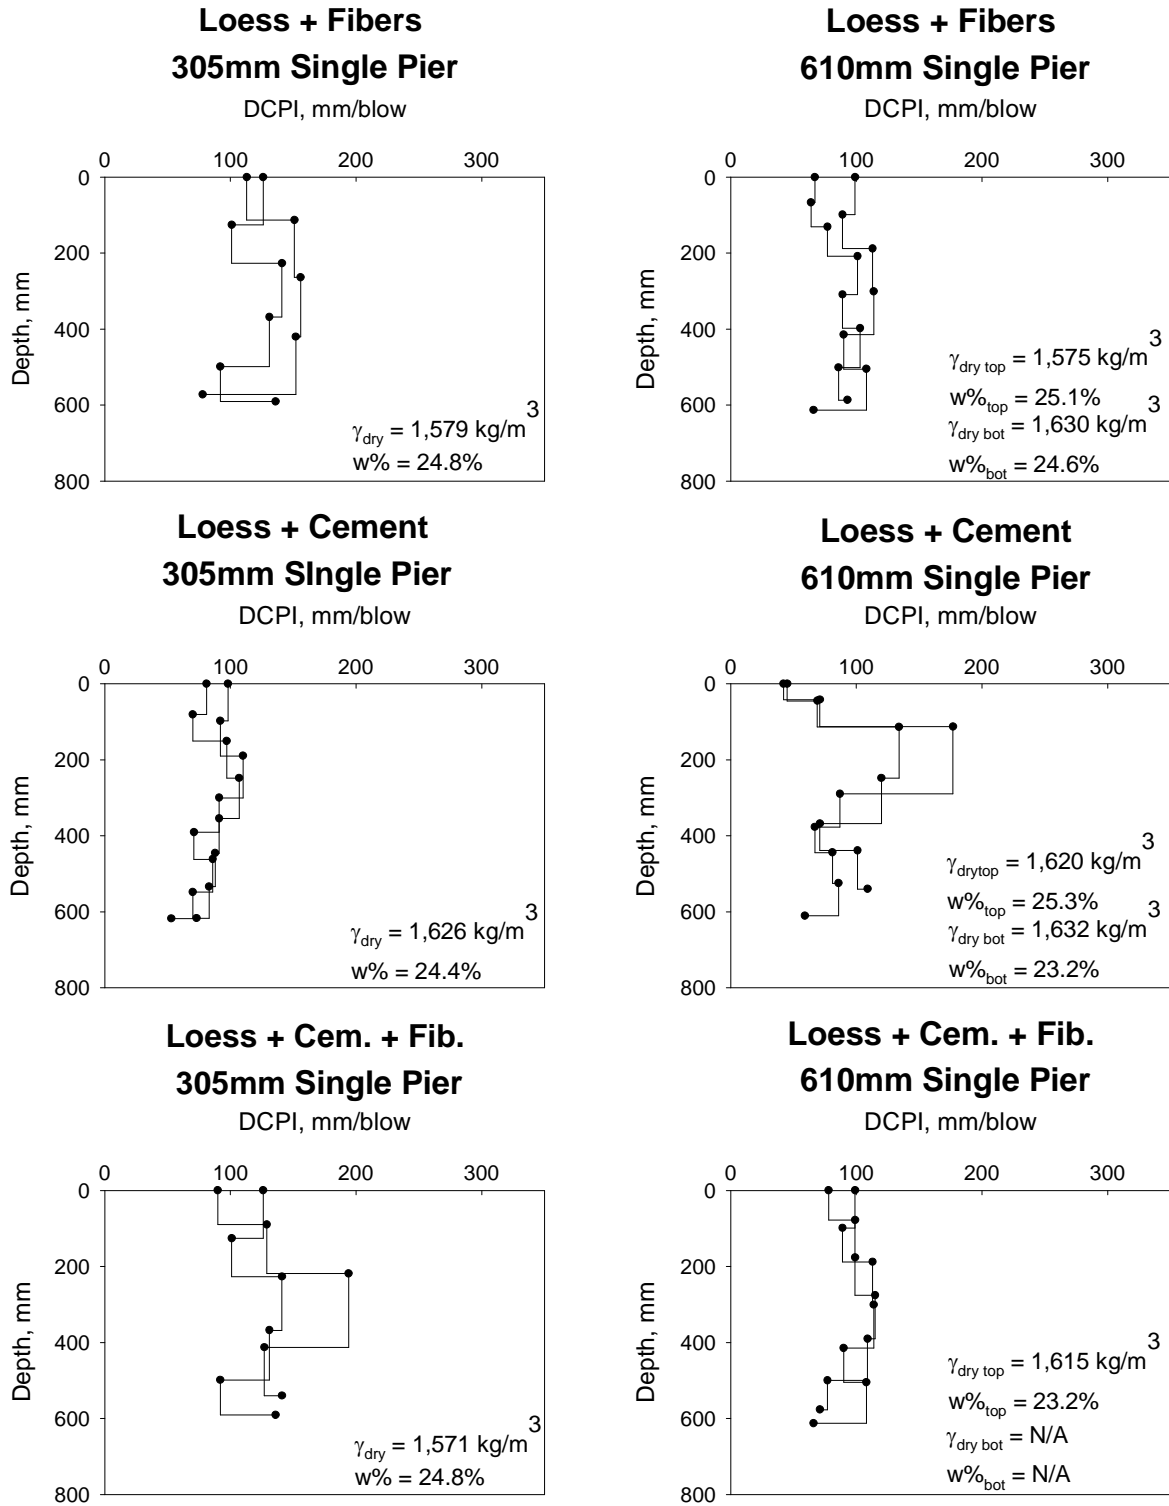 Loess + Fibers
305mm Single Pier
DCPI, mm/blow
0 100 200 300
0
200
400
600
800
Depth, mm
γdry = 1,579 kg/m3
w% = 24.8%
Loess + Fibers
610mm Single Pier
DCPI, mm/blow
0 100 200 300
0
200
400
600
800
Depth, mm
γdry top = 1,575 kg/m3
w%top = 25.1%
γdry bot = 1,630 kg/m3
w%bot = 24.6%
Loess + Cement
305mm SIngle Pier
DCPI, mm/blow
0 100 200 300
0
200
400
600
800
Depth, mm
γdry = 1,626 kg/m3
w% = 24.4%
Loess + Cement
610mm Single Pier
DCPI, mm/blow
0 100 200 300
0
200
400
600
800
Depth, mm
γdrytop = 1,620 kg/m3
w%top = 25.3%
γdry bot = 1,632 kg/m3
w%bot = 23.2%
Loess + Cem. + Fib.
305mm Single Pier
DCPI, mm/blow
0 100 200 300
0
200
400
600
800
Depth, mm
γdry = 1,571 kg/m3
w% = 24.8%
Loess + Cem. + Fib.
610mm Single Pier
DCPI, mm/blow
0 100 200 300
0
200
400
600
800
Depth, mm
γdry top = 1,615 kg/m3
w%top = 23.2%
γdry bot = N/A
w%bot = N/A